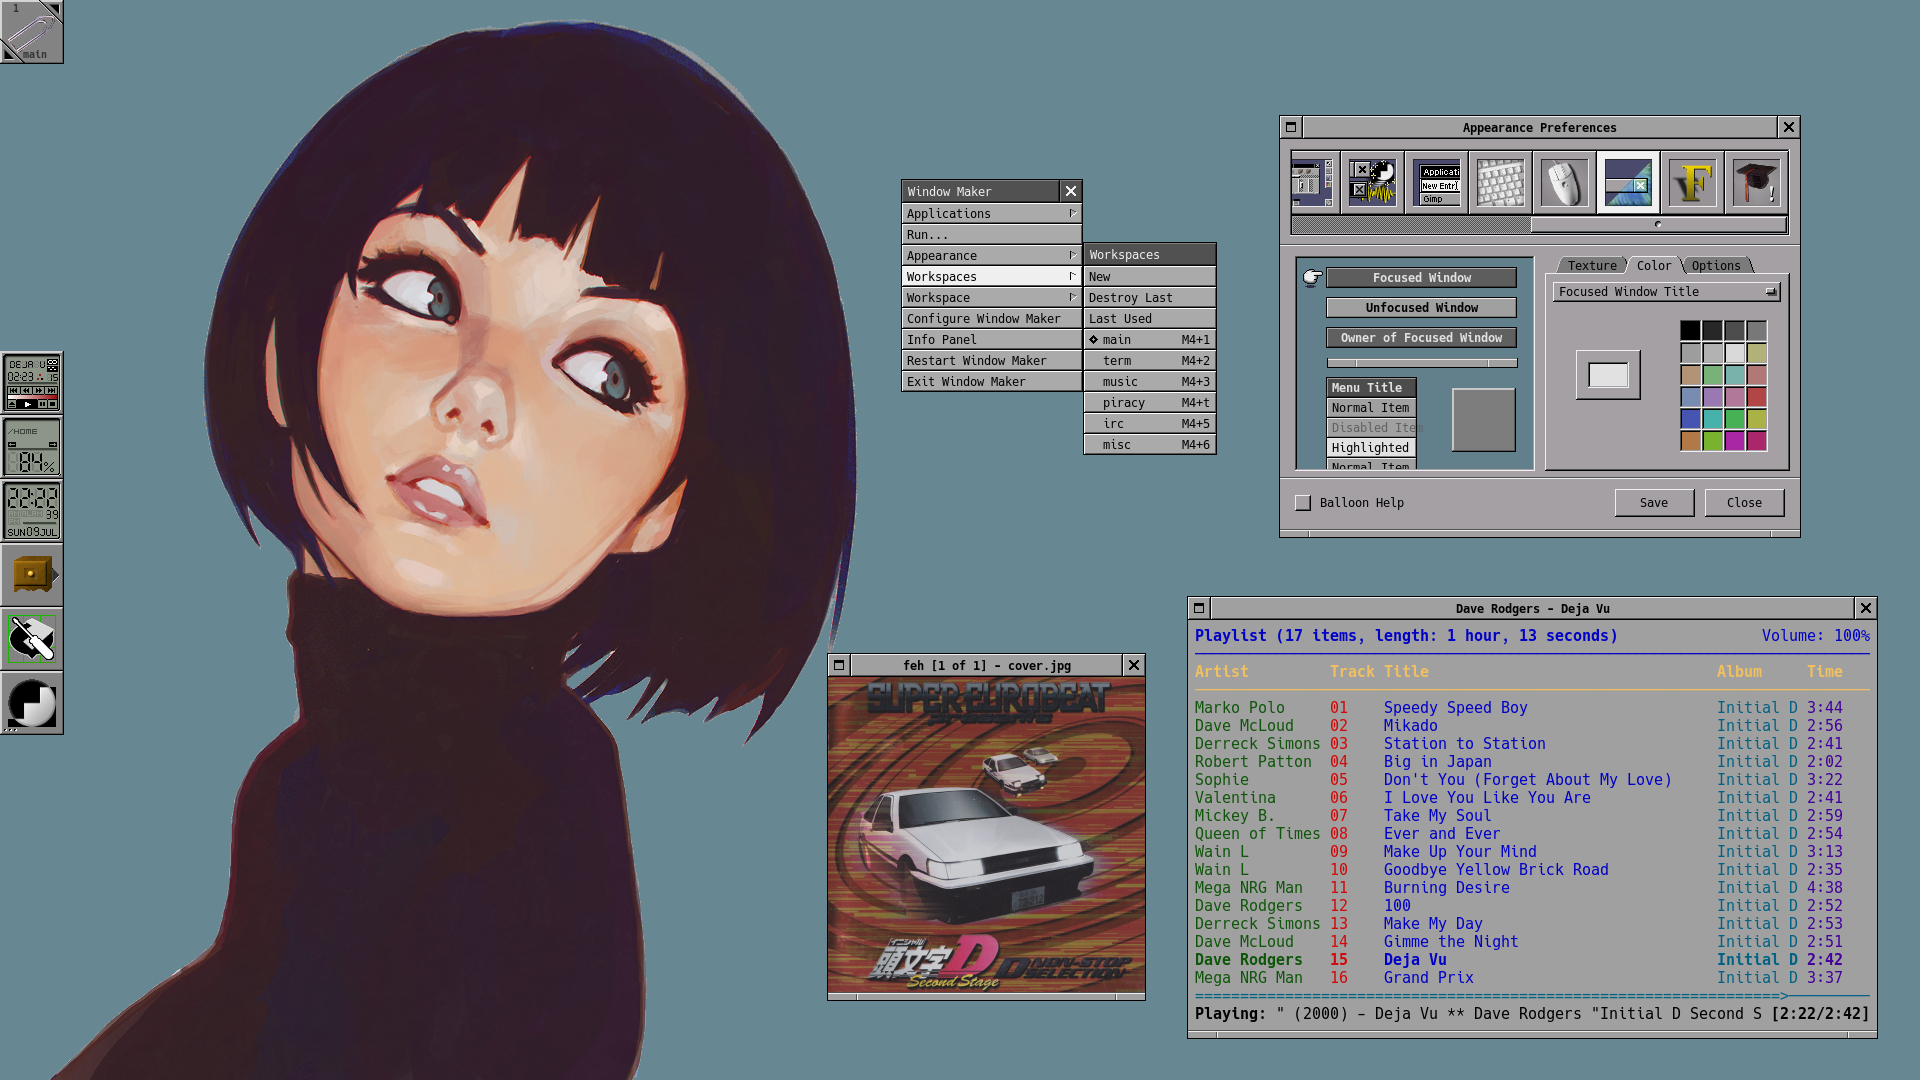 1
main
DEJA VU
02:23 15
/HOME
84%
22:22
39
SUN09JUL
Window Maker
Applications
Run...
Appearance
Workspaces
Workspace
Configure Window Maker
Info Panel
Restart Window Maker
Exit Window Maker
Workspaces
New
Destroy Last
Last Used
main M4+1
term M4+2
music M4+3
piracy M4+t
irc M4+5
misc M4+6
Appearance Preferences
Applicati
New Entr
Gimp
F
!
Focused Window
Unfocused Window
Owner of Focused Window
Menu Title
Normal Item
Disabled Item
Highlighted
Normal Item
Texture Color Options
Focused Window Title
Balloon Help
Save Close
feh [1 of 1] - cover.jpg
SUPER EUROBEAT
presents
イニシャル
頭文字D
Second Stage
D NON-STOP
SELECTION
Dave Rodgers - Deja Vu
Playlist (17 items, length: 1 hour, 13 seconds) Volume: 100%
Artist Track Title Album Time
Marko Polo 01 Speedy Speed Boy Initial D 3:44
Dave McLoud 02 Mikado Initial D 2:56
Derreck Simons 03 Station to Station Initial D 2:41
Robert Patton 04 Big in Japan Initial D 2:02
Sophie 05 Don't You (Forget About My Love) Initial D 3:22
Valentina 06 I Love You Like You Are Initial D 2:41
Mickey B. 07 Take My Soul Initial D 2:59
Queen of Times 08 Ever and Ever Initial D 2:54
Wain L 09 Make Up Your Mind Initial D 3:13
Wain L 10 Goodbye Yellow Brick Road Initial D 2:35
Mega NRG Man 11 Burning Desire Initial D 4:38
Dave Rodgers 12 100 Initial D 2:52
Derreck Simons 13 Make My Day Initial D 2:53
Dave McLoud 14 Gimme the Night Initial D 2:51
Dave Rodgers 15 Deja Vu Initial D 2:42
Mega NRG Man 16 Grand Prix Initial D 3:37
Playing: " (2000) - Deja Vu ** Dave Rodgers "Initial D Second S [2:22/2:42]